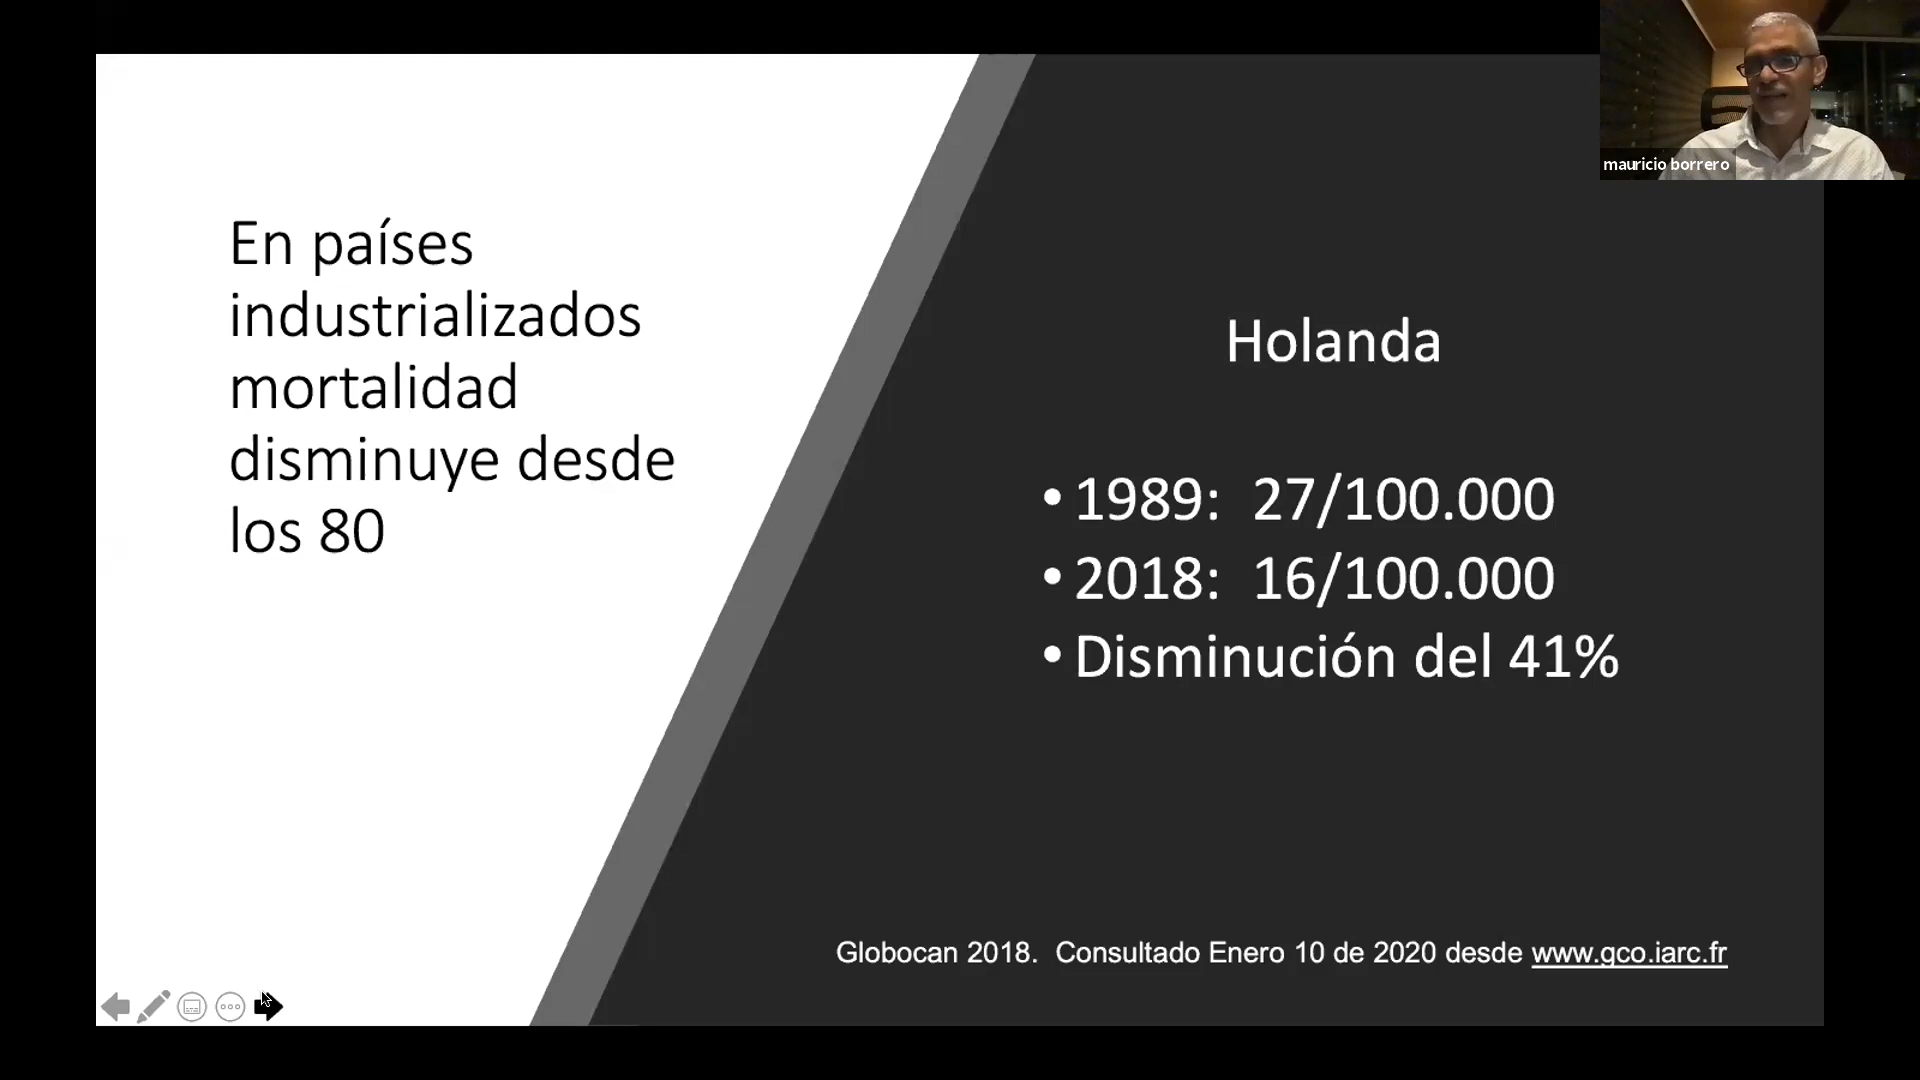 mauricio borrero
En países
industrializados
mortalidad
disminuye desde
los 80
Holanda
• 1989:  27/100.000
• 2018:  16/100.000
• Disminución del 41%
Globocan 2018.  Consultado Enero 10 de 2020 desde www.gco.iarc.fr